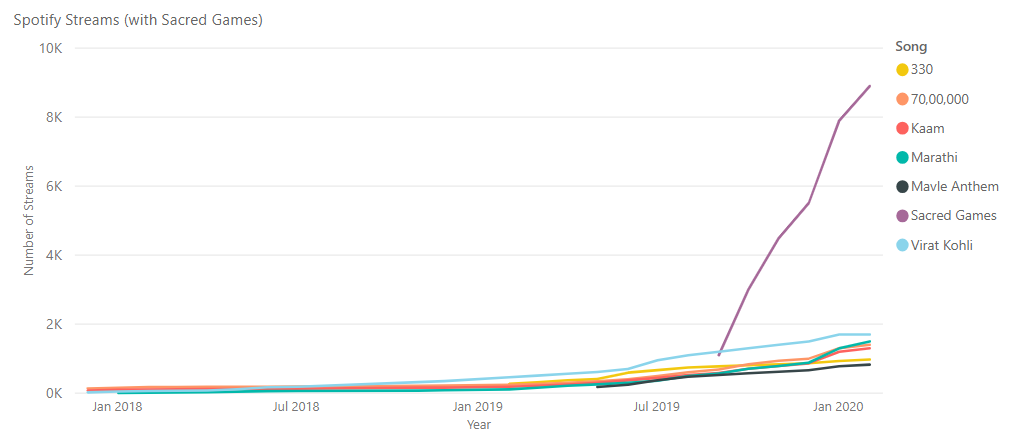 Spotify Streams (with Sacred Games)
10K
8K
6K
4K
2K
0K
Number of Streams
Jan 2018
Jul 2018
Jan 2019
Jul 2019
Jan 2020
Year
Song
330
70,00,000
Kaam
Marathi
Mavle Anthem
Sacred Games
Virat Kohli